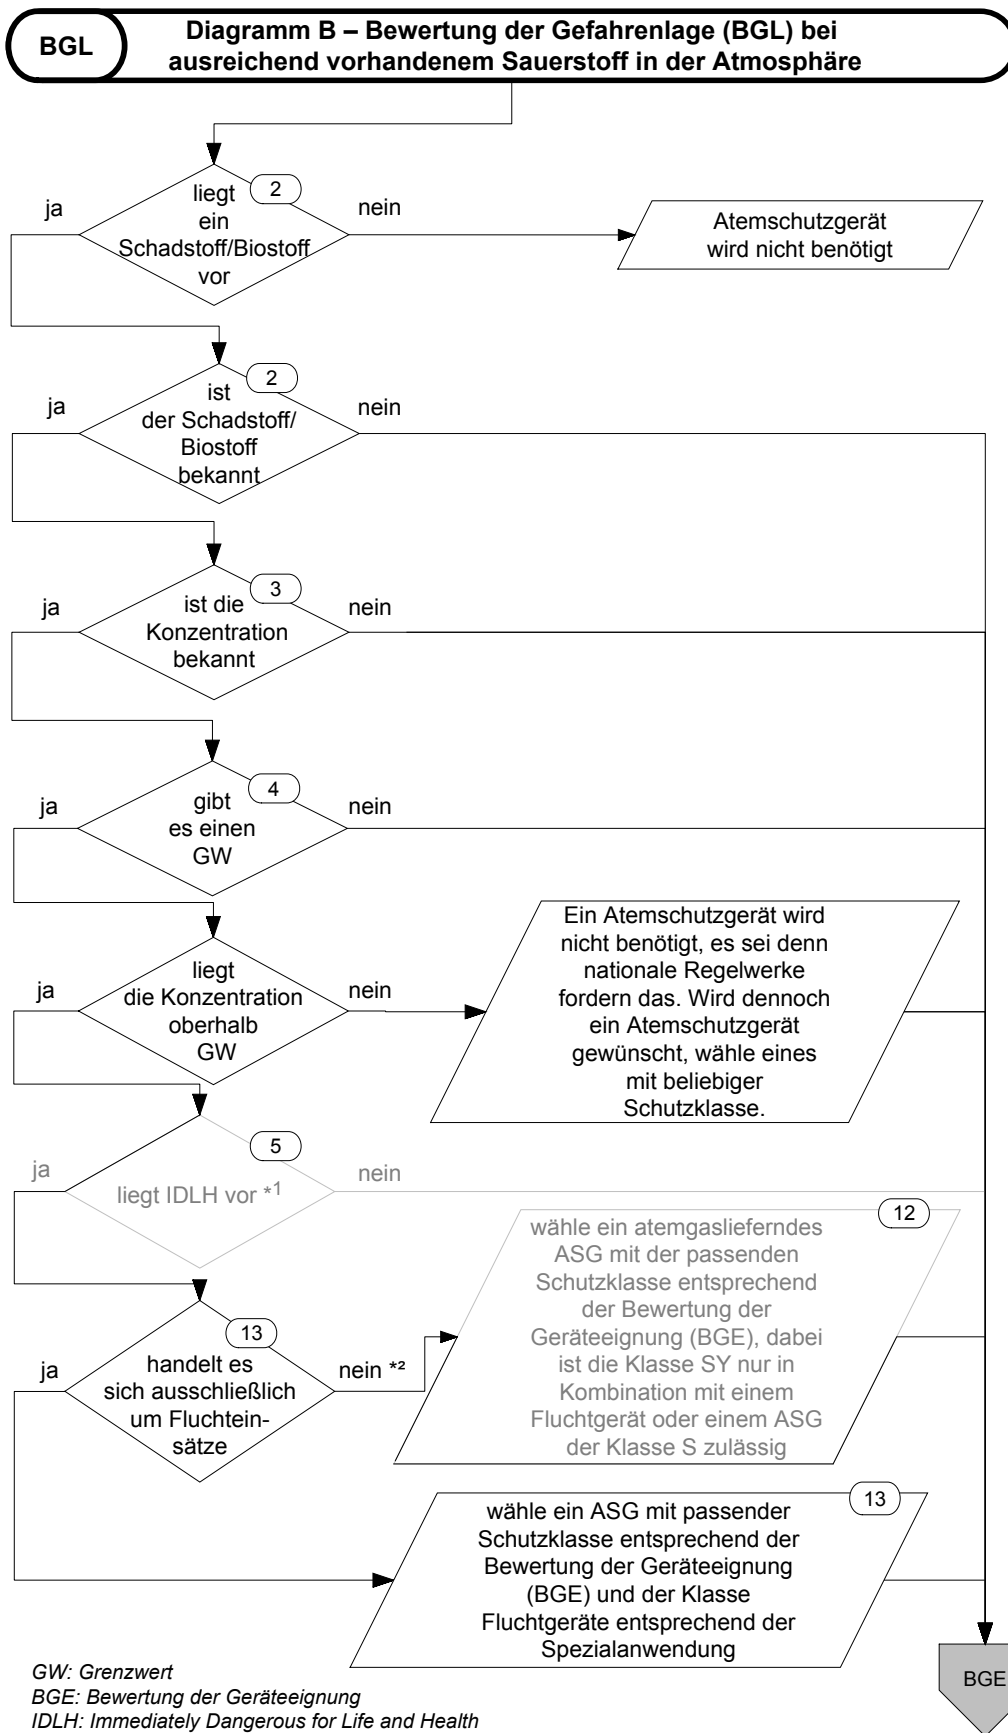 BGL
Diagramm B – Bewertung der Gefahrenlage (BGL) bei
ausreichend vorhandenem Sauerstoff in der Atmosphäre
ja
liegt
ein
Schadstoff/Biostoff
vor
2
nein
Atemschutzgerät
wird nicht benötigt
ja
ist
der Schadstoff/
Biostoff
bekannt
2
nein
ja
ist die
Konzentration
bekannt
3
nein
ja
gibt
es einen
GW
4
nein
ja
liegt
die Konzentration
oberhalb
GW
nein
Ein Atemschutzgerät wird
nicht benötigt, es sei denn
nationale Regelwerke
fordern das. Wird dennoch
ein Atemschutzgerät
gewünscht, wähle eines
mit beliebiger
Schutzklasse.
ja
liegt IDLH vor *1
5
nein
12
wähle ein atemgaslieferndes
ASG mit der passenden
Schutzklasse entsprechend
der Bewertung der
Geräteeignung (BGE), dabei
ist die Klasse SY nur in
Kombination mit einem
Fluchtgerät oder einem ASG
der Klasse S zulässig
ja
handelt es
sich ausschließlich
um Fluchtein-
sätze
13
nein *²
13
wähle ein ASG mit passender
Schutzklasse entsprechend der
Bewertung der Geräteeignung
(BGE) und der Klasse
Fluchtgeräte entsprechend der
Spezialanwendung
BGE
GW: Grenzwert
BGE: Bewertung der Geräteeignung
IDLH: Immediately Dangerous for Life and Health